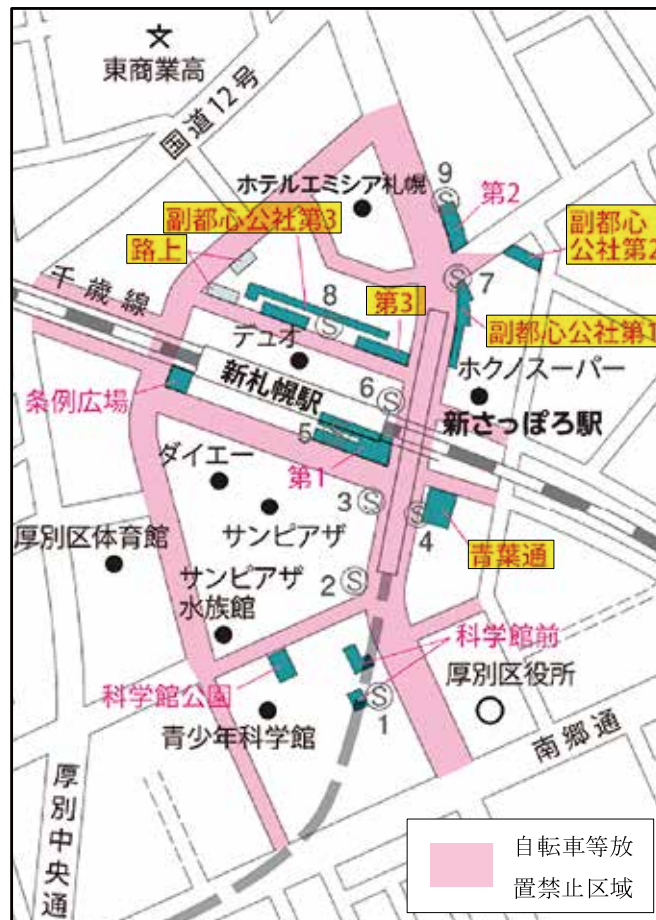 東商業高
国道12号
ホテルエミシア札幌
9
第2
副都心公社第3
副都心
公社第2
路上
千歳線
8
第3
7
デュオ
副都心公社第1
新札幌駅
ホクノスーパー
条例広場
6
新さっぽろ駅
5
ダイエー
第1
3
サンピアザ
4
厚別区体育館
青葉通
サンピアザ
水族館
2
科学館前
科学館公園
厚別区役所
1
青少年科学館
南郷通
厚別中央通
自転車等放
置禁止区域